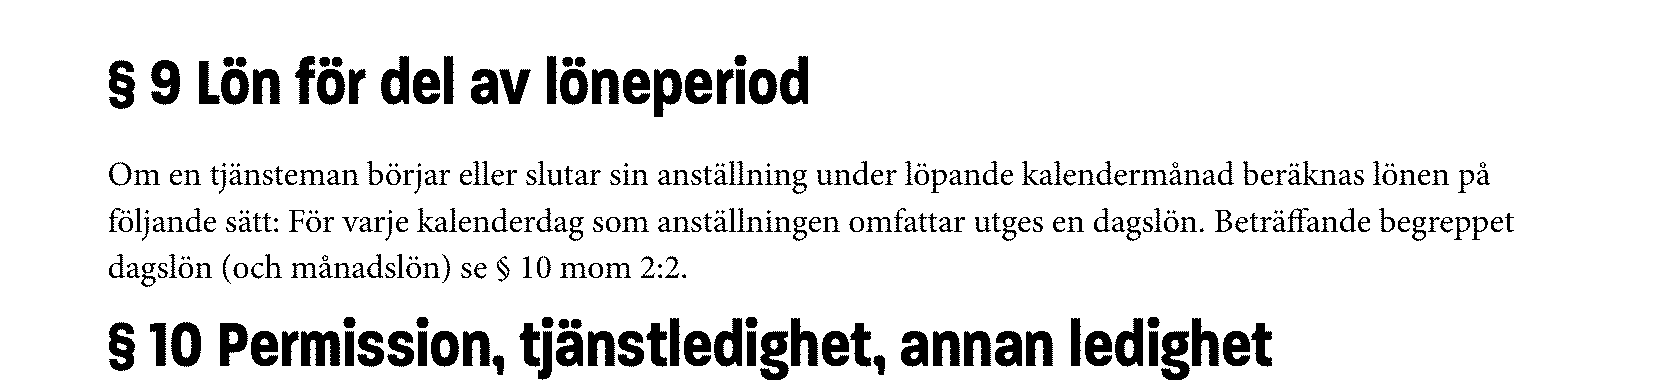 § 9 Lön för del av löneperiod
Om en tjänsteman börjar eller slutar sin anställning under löpande kalendermånad beräknas lönen på
följande sätt: För varje kalenderdag som anställningen omfattar utges en dagslön. Beträffande begreppet
dagslön (och månadslön) se § 10 mom 2:2.
§ 10 Permission, tjänstledighet, annan ledighet